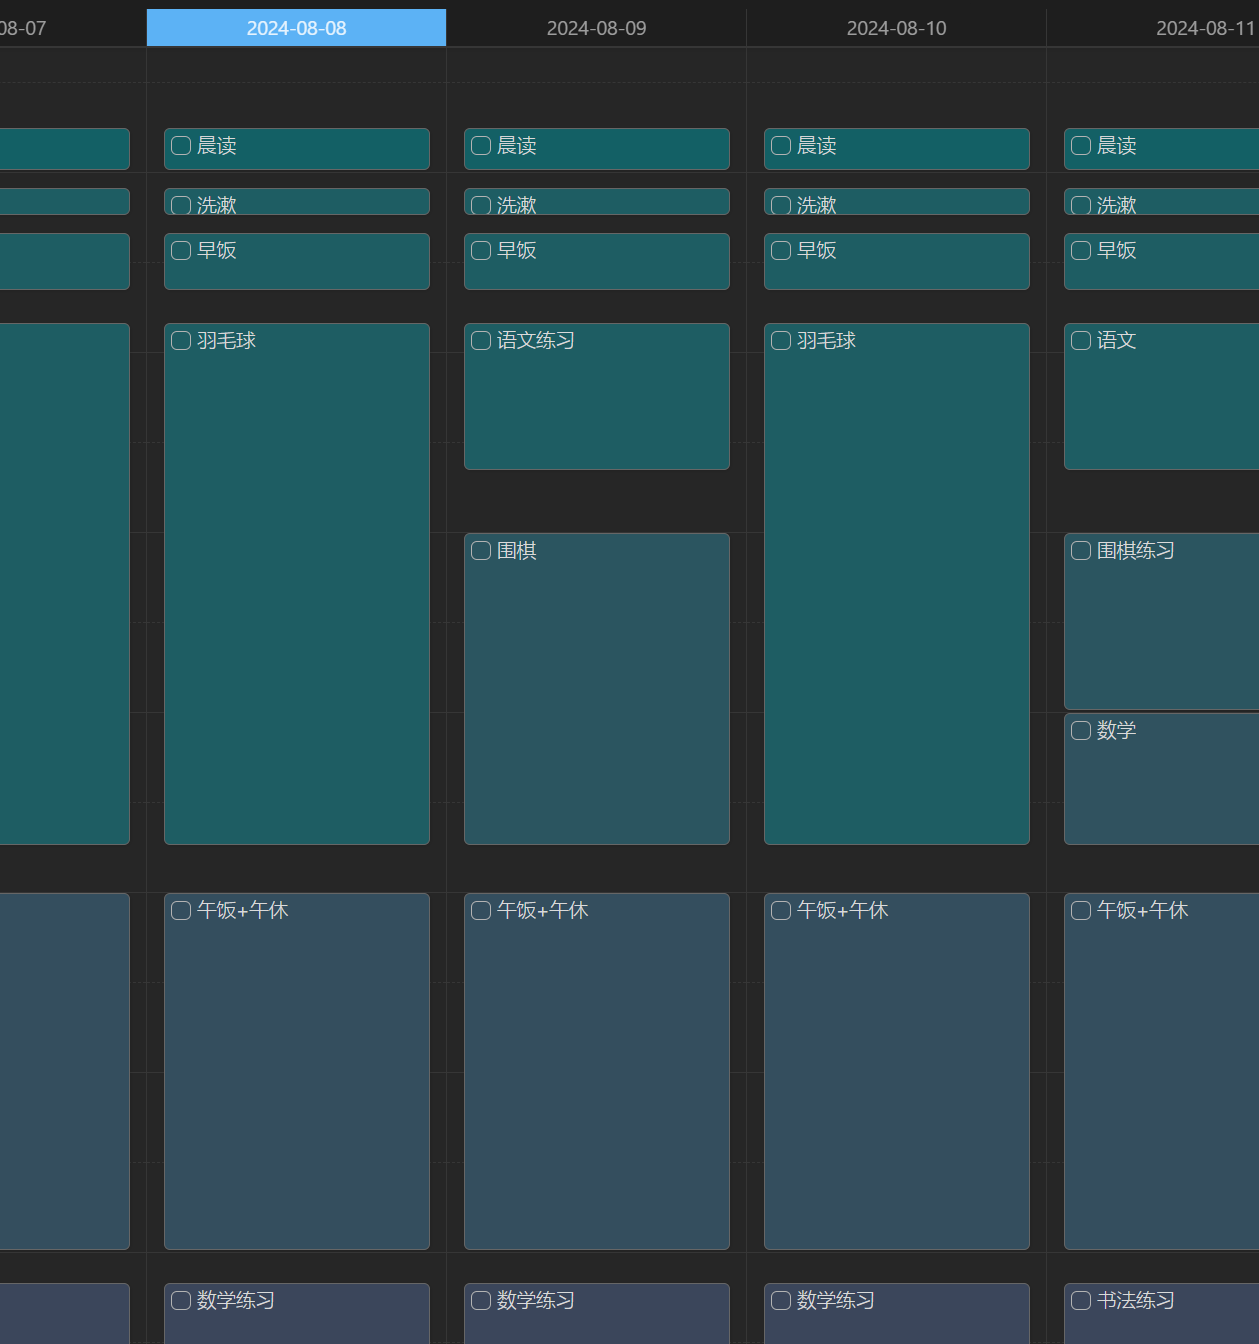 08-07
2024-08-08
2024-08-09
2024-08-10
2024-08-11
晨读
晨读
晨读
晨读
洗漱
洗漱
洗漱
洗漱
早饭
早饭
早饭
早饭
羽毛球
语文练习
羽毛球
语文
围棋
围棋练习
数学
午饭+午休
午饭+午休
午饭+午休
午饭+午休
数学练习
数学练习
数学练习
书法练习